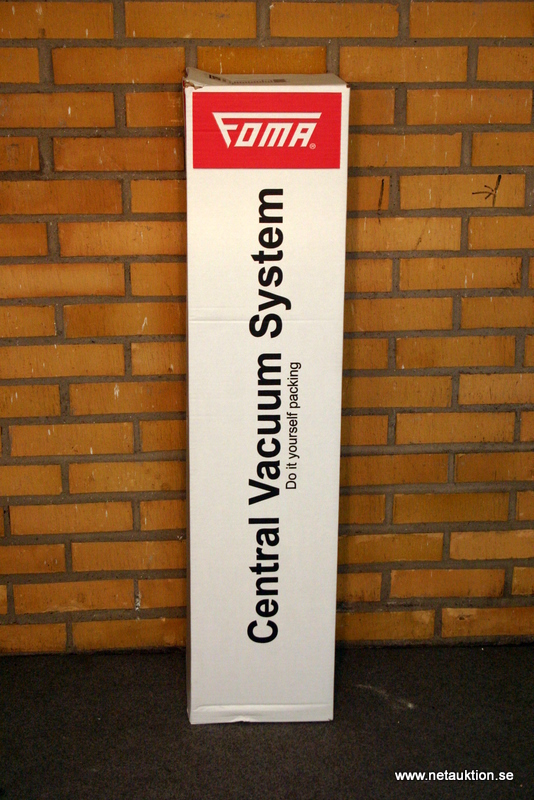 FOMA®
Central Vacuum System
Do it yourself packing
www.netauktion.se